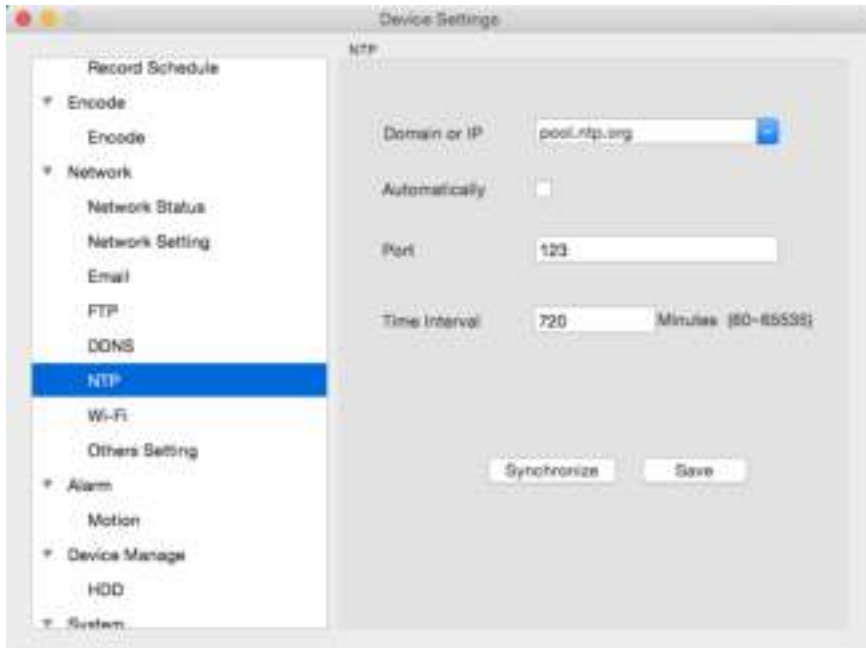 Device Settings
NTP
Record Schedule
Encode
Encode
Network
Network Status
Network Setting
Email
FTP
DDNS
NTP
Wi-Fi
Others Setting
Alarm
Motion
Device Manage
HDD
System
Domain or IP pool.ntp.org
Automatically
Port 123
Time Interval 720 Minutes (60-65535)
Synchronize Save